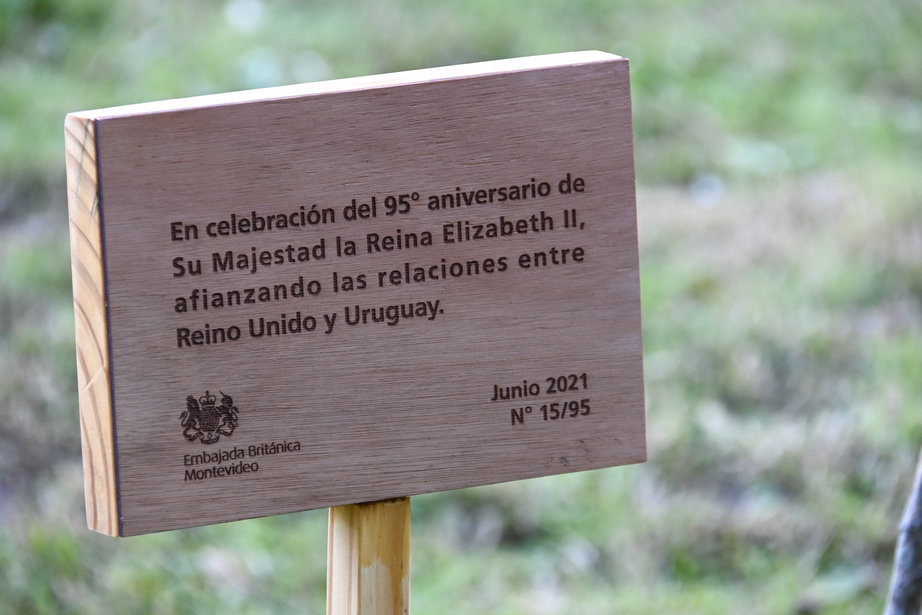 En celebración del 95° aniversario de
Su Majestad la Reina Elizabeth II,
afianzando las relaciones entre
Reino Unido y Uruguay.
Junio 2021
N° 15/95
Embajada Británica
Montevideo